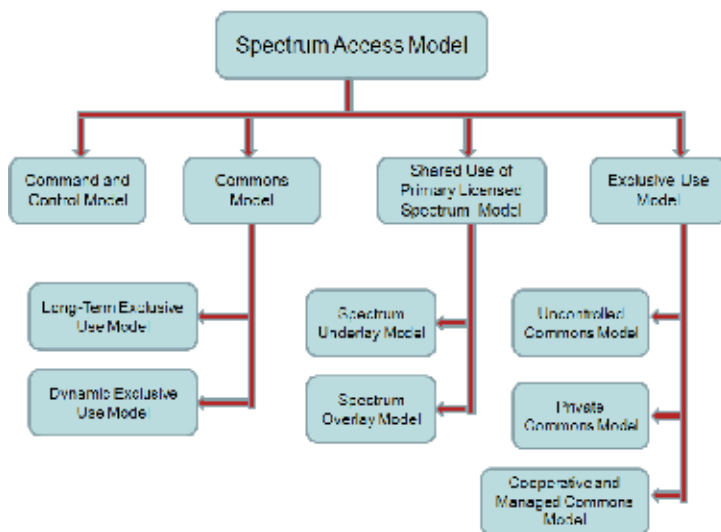 Spectrum Access Model
Command and
Control Model
Commons
Model
Shared Use of
Primary Licensed
Spectrum Model
Exclusive Use
Model
Long-Term Exclusive
Use Model
Dynamic Exclusive
Use Model
Spectrum
Underlay Model
Spectrum
Overlay Model
Uncontrolled
Commons Model
Private
Commons Model
Cooperative and
Managed Commons
Model